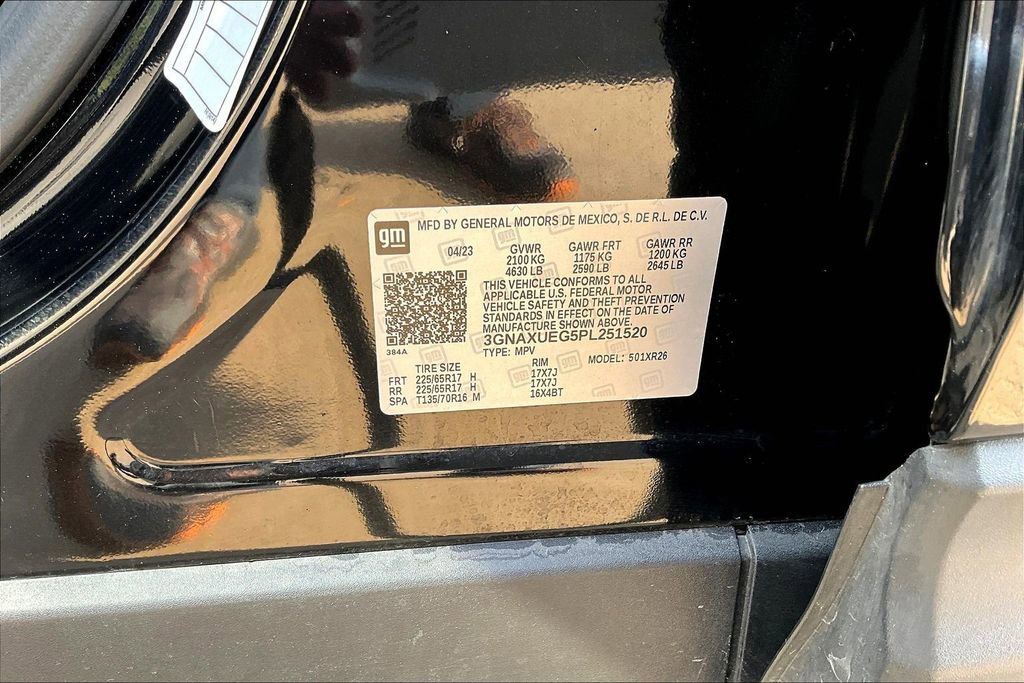 MFD BY GENERAL MOTORS DE MEXICO, S. DE R.L. DE C.V.
gm
04/23 GVWR GAWR FRT GAWR RR
2100 KG 1175 KG 1200 KG
4630 LB 2590 LB 2645 LB
THIS VEHICLE CONFORMS TO ALL
APPLICABLE U.S. FEDERAL MOTOR
VEHICLE SAFETY AND THEFT PREVENTION
STANDARDS IN EFFECT ON THE DATE OF
MANUFACTURE SHOWN ABOVE.
3GNAXUEG5PL251520
384A
TYPE: MPV MODEL: 501XR26
TIRE SIZE RIM
FRT 225/65R17 H 17X7J
RR 225/65R17 H 17X7J
SPA T135/70R16 M 16X4BT